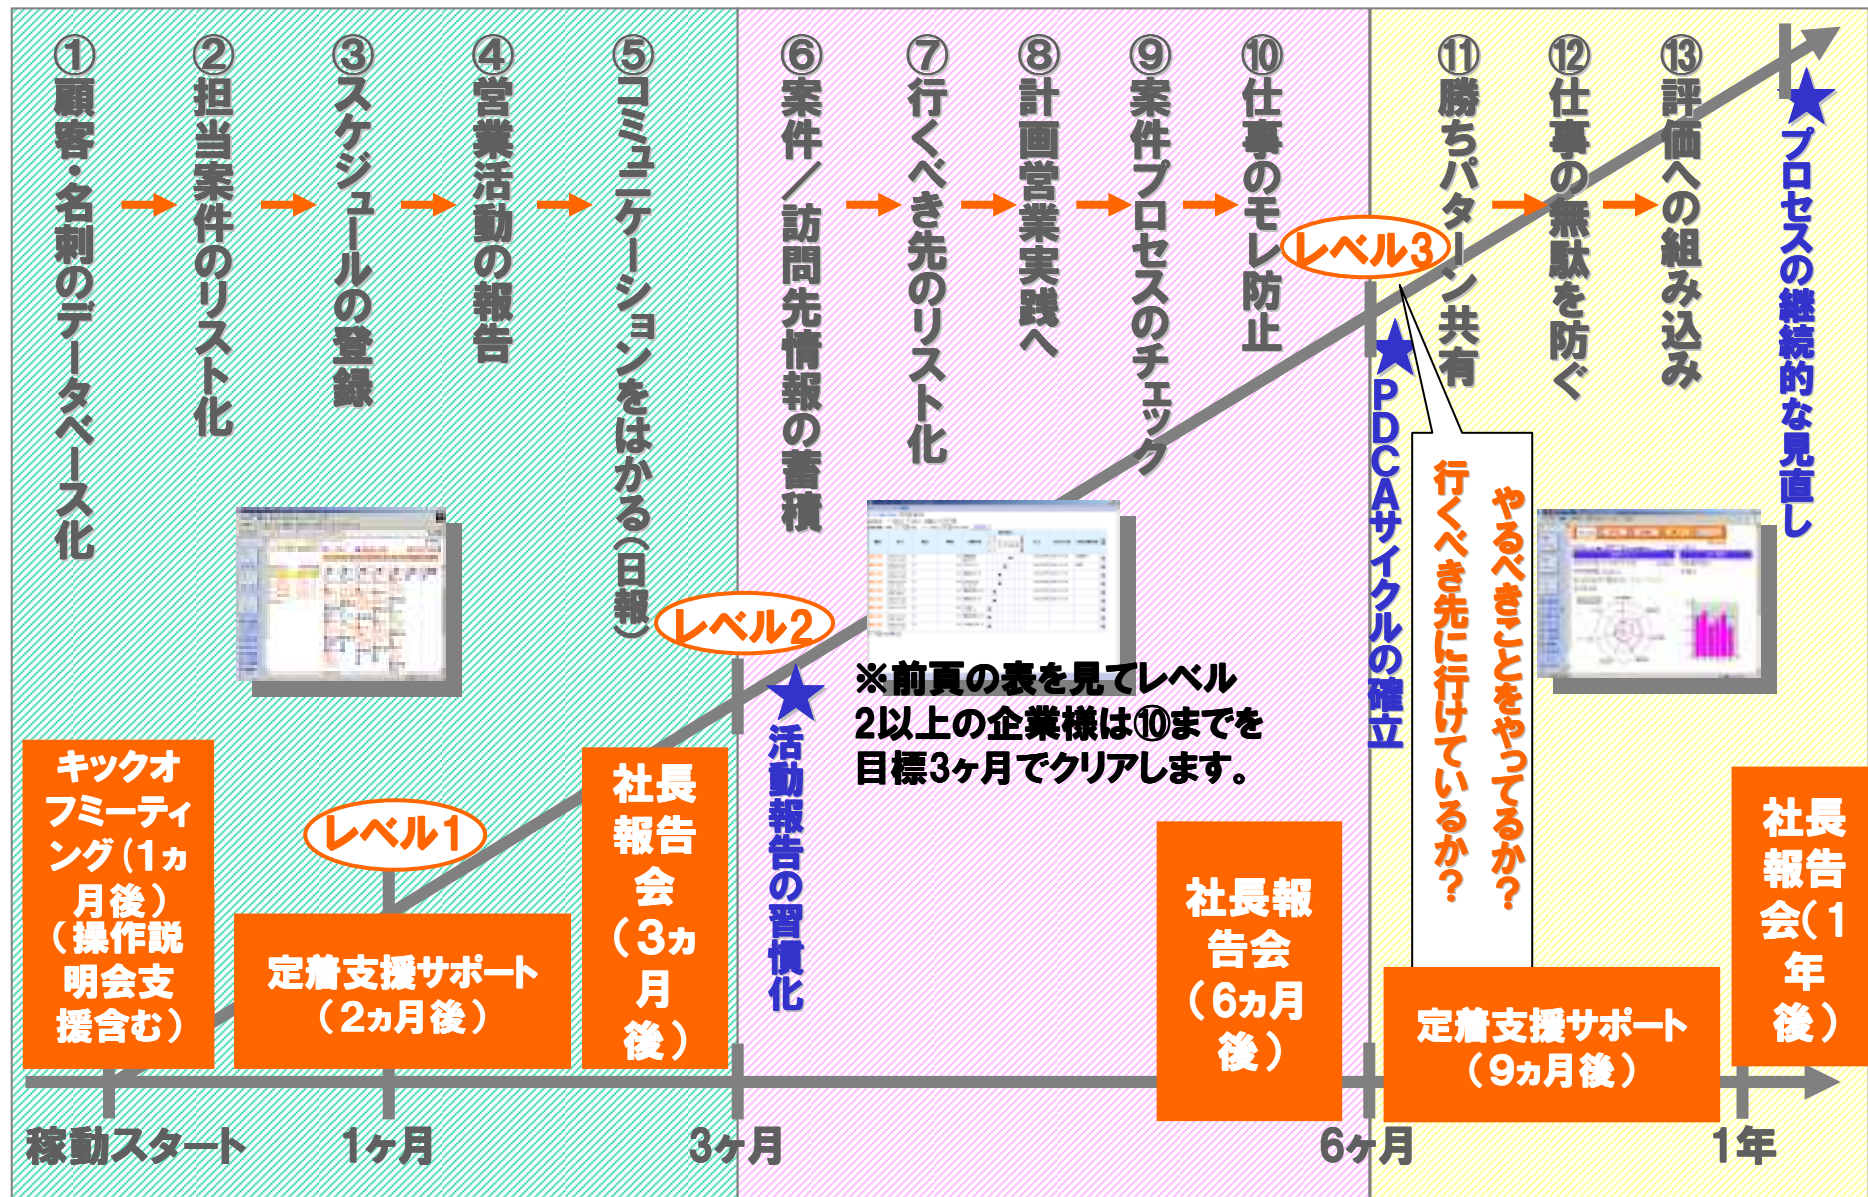 ①顧客・名刺のデータベース化
②担当案件のリスト化
③スケジュールの登録
④営業活動の報告
⑤コミュニケーションをはかる（日報）
⑥案件／訪問先情報の蓄積
⑦行くべき先のリスト化
⑧計画営業実践へ
⑨案件プロセスのチェック
⑩仕事のモレ防止
⑪勝ちパターン共有
⑫仕事の無駄を防ぐ
⑬評価への組み込み
★プロセスの継続的な見直し
レベル3
★PDCAサイクルの確立
やるべきことをやってるか？
行くべき先に行けているか？
レベル2
★活動報告の習慣化
※前頁の表を見てレベル
2以上の企業様は⑩までを
目標3ヶ月でクリアします。
レベル1
キックオ
フミーティ
ング（1ヵ
月後）
（操作説
明会支
援含む）
定着支援サポート
（2ヵ月後）
社長
報告
会
（3ヵ
月
後）
社長報
告会
（6ヵ月
後）
定着支援サポート
（9ヵ月後）
社長
報告
会（1
年
後）
稼動スタート
1ヶ月
3ヶ月
6ヶ月
1年